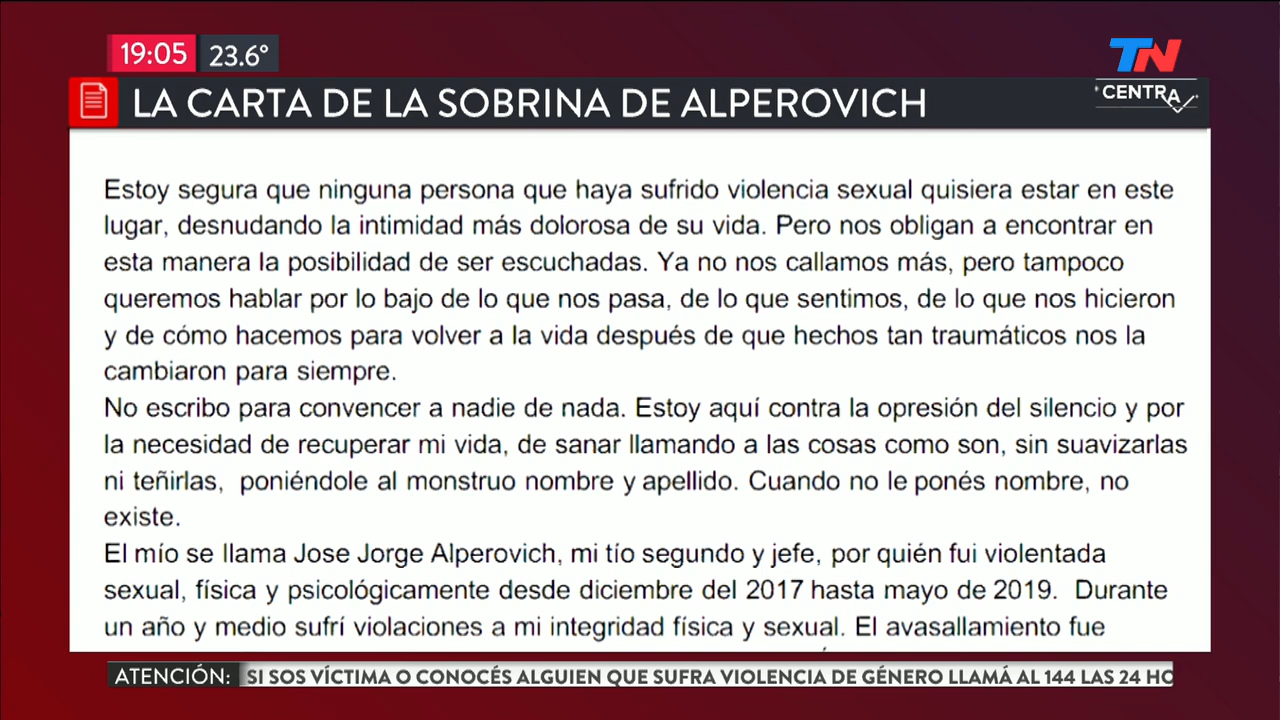 19:05 23.6°
TN
CENTRA
LA CARTA DE LA SOBRINA DE ALPEROVICH
Estoy segura que ninguna persona que haya sufrido violencia sexual quisiera estar en este
lugar, desnudando la intimidad más dolorosa de su vida. Pero nos obligan a encontrar en
esta manera la posibilidad de ser escuchadas. Ya no nos callamos más, pero tampoco
queremos hablar por lo bajo de lo que nos pasa, de lo que sentimos, de lo que nos hicieron
y de cómo hacemos para volver a la vida después de que hechos tan traumáticos nos la
cambiaron para siempre.
No escribo para convencer a nadie de nada. Estoy aquí contra la opresión del silencio y por
la necesidad de recuperar mi vida, de sanar llamando a las cosas como son, sin suavizarlas
ni teñirlas, poniéndole al monstruo nombre y apellido. Cuando no le ponés nombre, no
existe.
El mío se llama Jose Jorge Alperovich, mi tío segundo y jefe, por quién fui violentada
sexual, física y psicológicamente desde diciembre del 2017 hasta mayo de 2019. Durante
un año y medio sufrí violaciones a mi integridad física y sexual. El avasallamiento fue
ATENCIÓN: SI SOS VÍCTIMA O CONOCÉS ALGUIEN QUE SUFRA VIOLENCIA DE GÉNERO LLAMÁ AL 144 LAS 24 HO